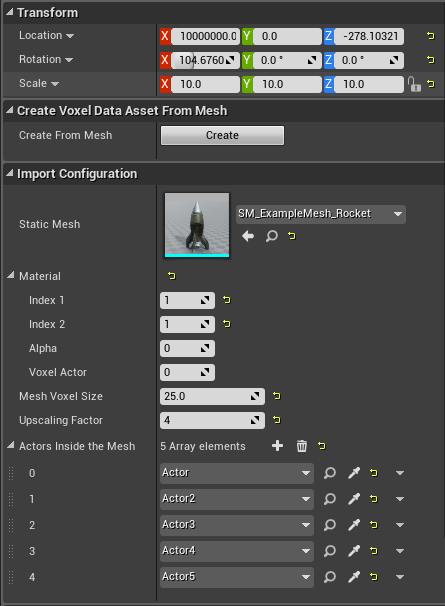 Transform
Location X 10000000.0 Y 0.0 Z -278.10321
Rotation X 104.6760 Y 0.0 ° Z 0.0 °
Scale X 10.0 Y 10.0 Z 10.0
Create Voxel Data Asset From Mesh
Create From Mesh Create
Import Configuration
Static Mesh SM_ExampleMesh_Rocket
Material
Index 1 1
Index 2 1
Alpha 0
Voxel Actor 0
Mesh Voxel Size 25.0
Upscaling Factor 4
Actors Inside the Mesh 5 Array elements
0 Actor
1 Actor2
2 Actor3
3 Actor4
4 Actor5